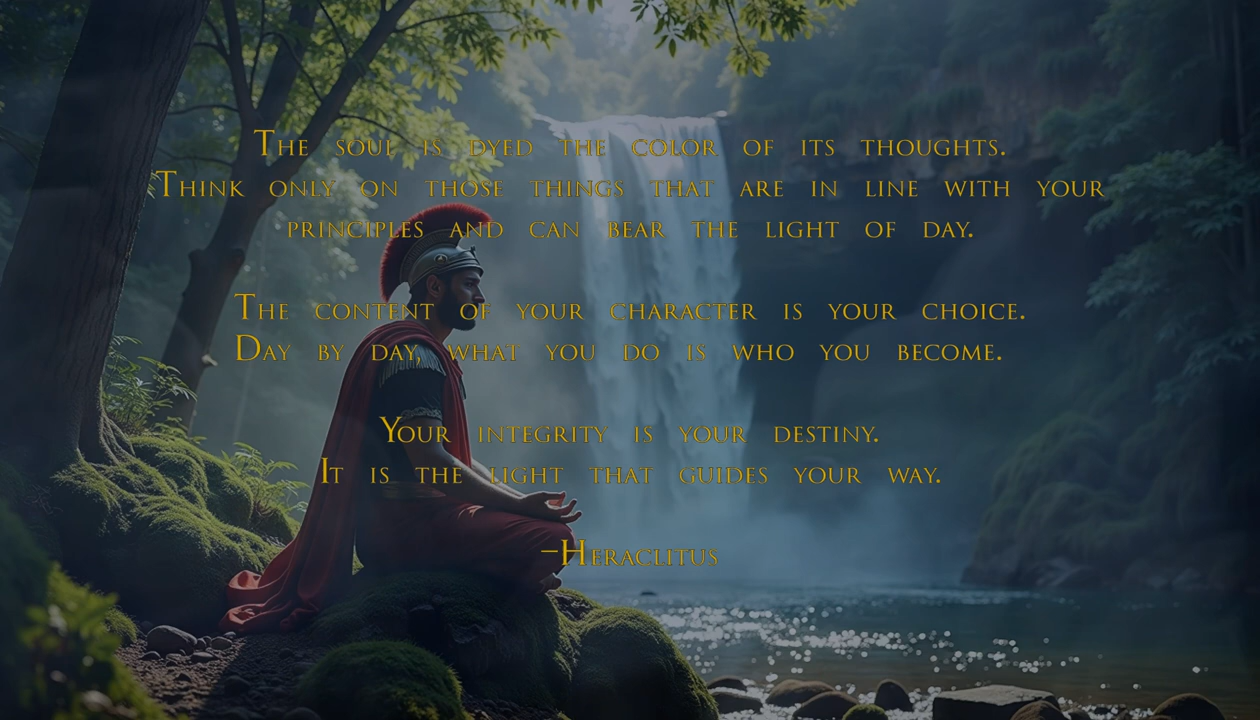 The soul is dyed the color of its thoughts.
Think only on those things that are in line with your
principles and can bear the light of day.
The content of your character is your choice.
Day by day, what you do is who you become.
Your integrity is your destiny.
It is the light that guides your way.
–Heraclitus